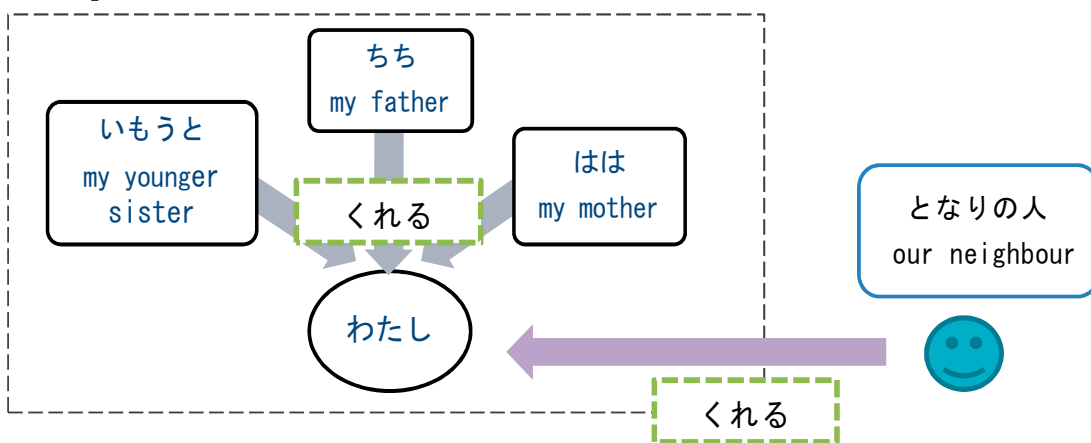 ちち
my father
いもうと
my younger
sister
はは
my mother
くれる
わたし
となりの人
our neighbour
くれる